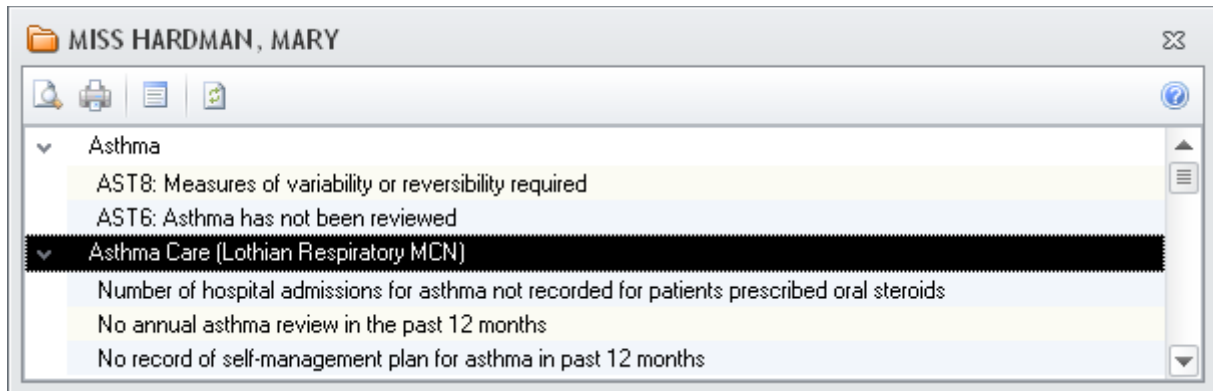 MISS HARDMAN, MARY
Asthma
AST8: Measures of variability or reversibility required
AST6: Asthma has not been reviewed
Asthma Care (Lothian Respiratory MCN)
Number of hospital admissions for asthma not recorded for patients prescribed oral steroids
No annual asthma review in the past 12 months
No record of self-management plan for asthma in past 12 months